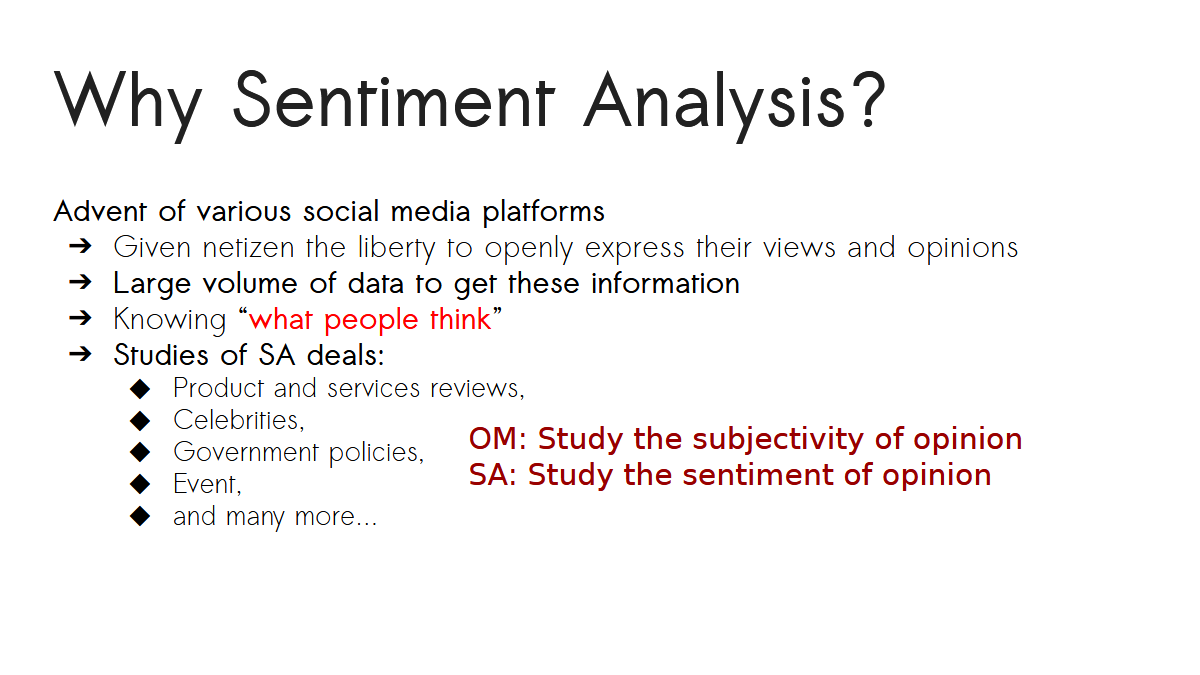 Why Sentiment Analysis?
Advent of various social media platforms
➔ Given netizen the liberty to openly express their views and opinions
➔ Large volume of data to get these information
➔ Knowing “what people think”
➔ Studies of SA deals:
◆ Product and services reviews,
◆ Celebrities,
◆ Government policies,
◆ Event,
◆ and many more...
OM: Study the subjectivity of opinion
SA: Study the sentiment of opinion